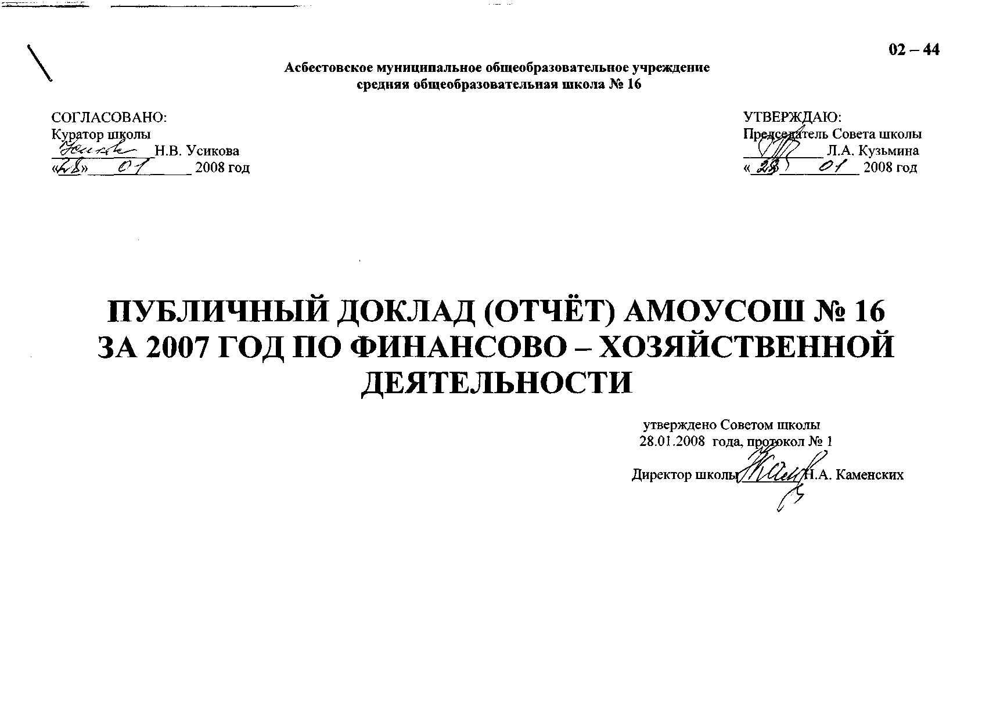 02 – 44
Асбестовское муниципальное общеобразовательное учреждение
средняя общеобразовательная школа № 16
СОГЛАСОВАНО:
Куратор школы
Н.В. Усикова
«28» 01 2008 год
УТВЕРЖДАЮ:
Председатель Совета школы
Л.А. Кузьмина
«28» 01 2008 год
ПУБЛИЧНЫЙ ДОКЛАД (ОТЧЁТ) АМОУСОШ № 16
ЗА 2007 ГОД ПО ФИНАНСОВО – ХОЗЯЙСТВЕННОЙ
ДЕЯТЕЛЬНОСТИ
утверждено Советом школы
28.01.2008 года, протокол № 1
Директор школы Н.А. Каменских